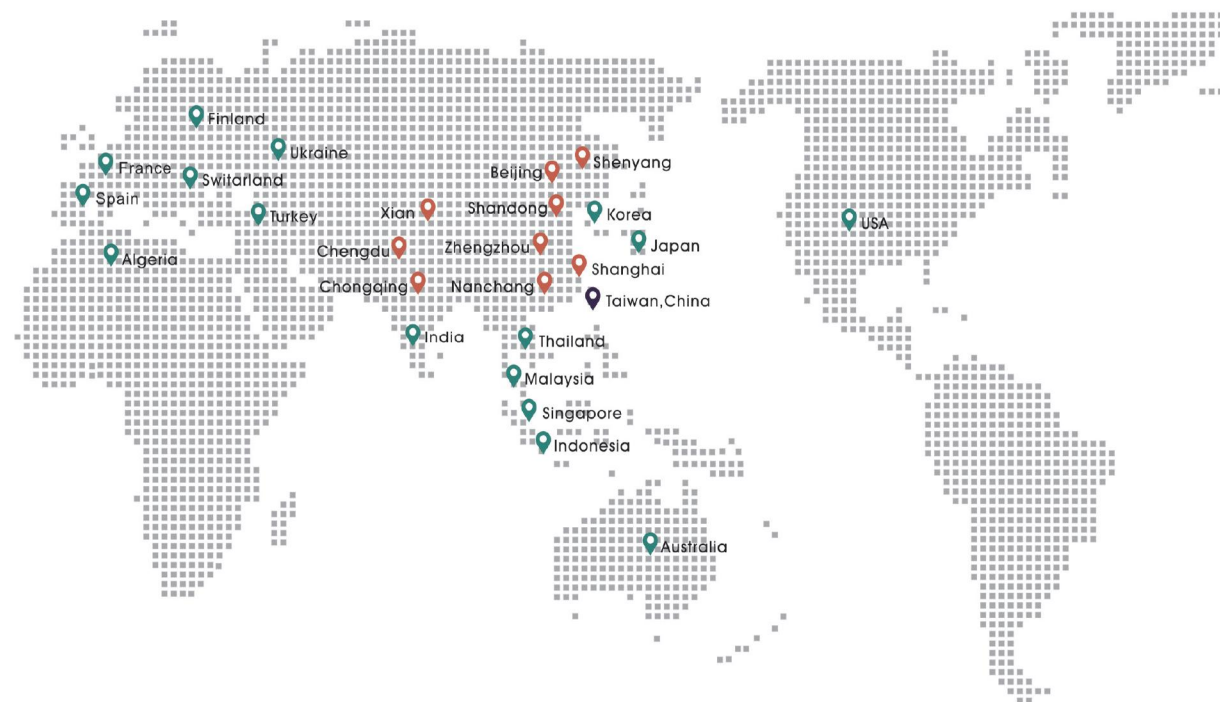 Finland
Ukraine
Shenyang
France
Beijing
Switarland
Spain
Xian
Shandong
Korea
Turkey
USA
Japan
Zhengzhou
Chengdu
Algeria
Shanghai
Chongqing
Nanchang
Taiwan,China
India
Thailand
Malaysia
Singapore
Indonesia
Australia